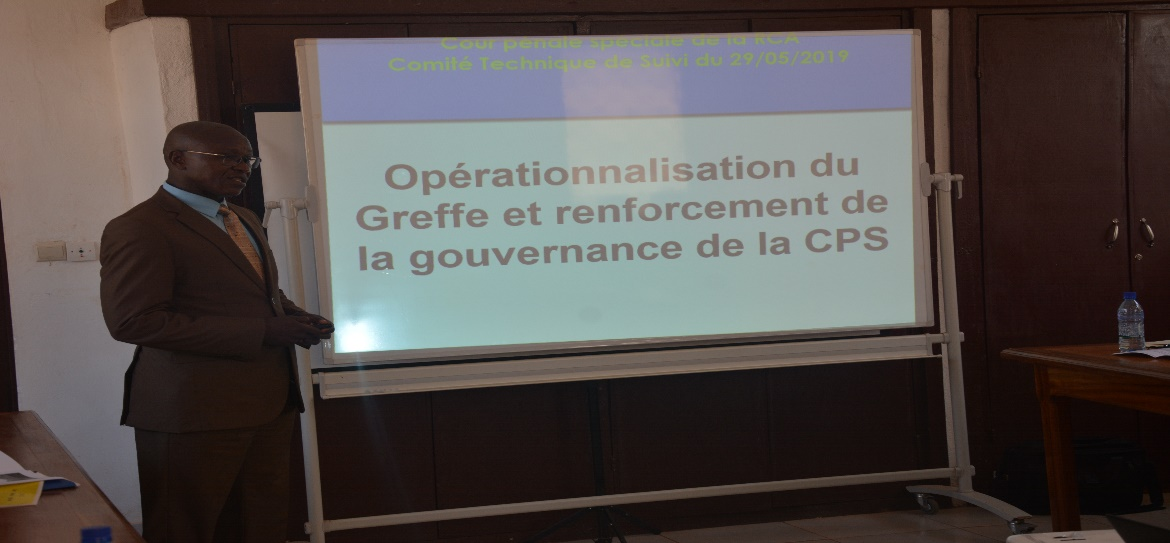 Cour pénale spéciale de la RCA
Comité Technique de Suivi du 29/05/2019
Opérationnalisation du
Greffe et renforcement de
la gouvernance de la CPS